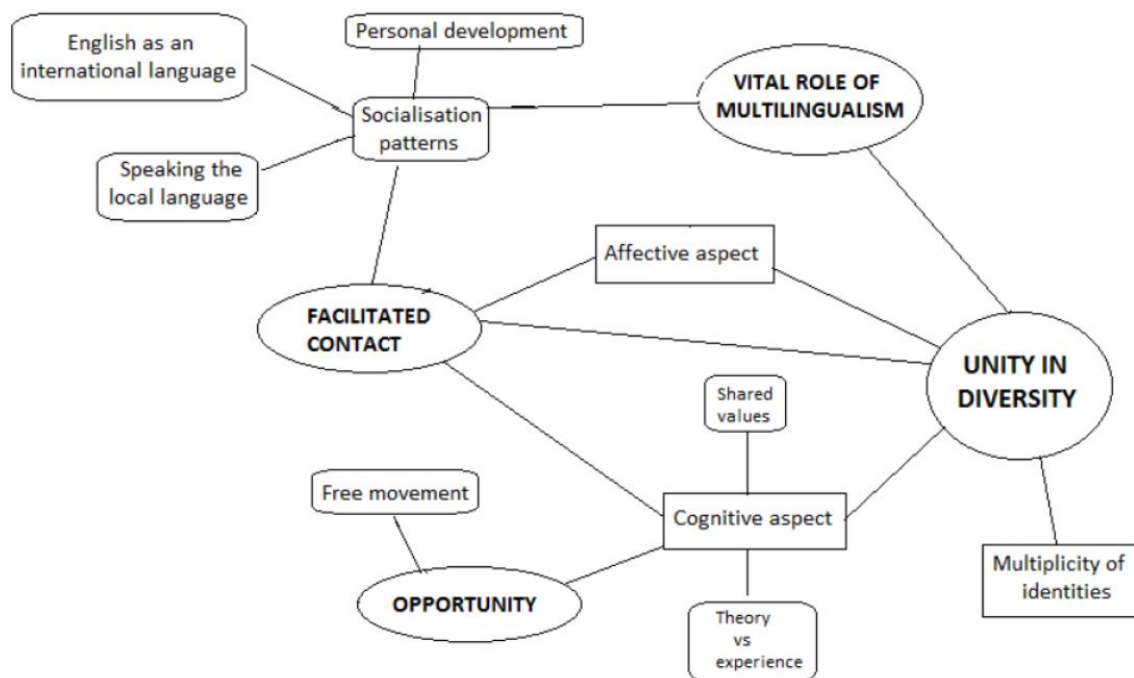 Personal development
English as an
international language
VITAL ROLE OF
MULTILINGUALISM
Socialisation
patterns
Speaking the
local language
Affective aspect
FACILITATED
CONTACT
UNITY IN
DIVERSITY
Shared
values
Free movement
Cognitive aspect
Multiplicity of
identities
OPPORTUNITY
Theory
vs
experience